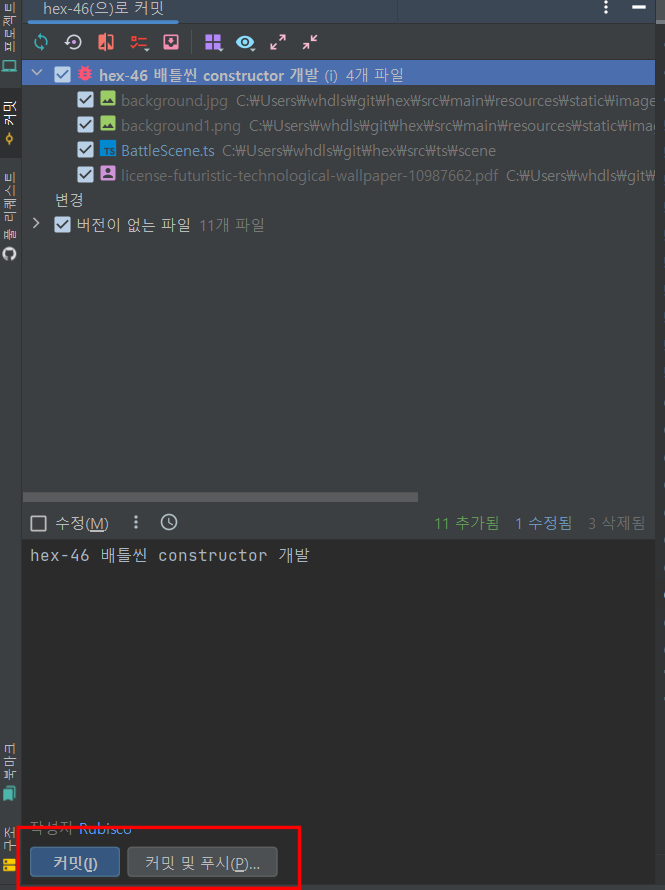 hex-46(으)로 커밋
hex-46 배틀씬 constructor 개발 (i) 4개 파일
background.jpg C:₩Users₩whdls₩git₩hex₩src₩main₩resources₩static₩image
background1.png C:₩Users₩whdls₩git₩hex₩src₩main₩resources₩static₩ima
TS BattleScene.ts C:₩Users₩whdls₩git₩hex₩src₩ts₩scene
license-futuristic-technological-wallpaper-10987662.pdf C:₩Users₩whdls₩git₩
변경
버전이 없는 파일 11개 파일
수정(M)
11 추가됨 1 수정됨 3 삭제됨
hex-46 배틀씬 constructor 개발
작성자 Rubisco
커밋(I) 커밋 및 푸시(P)...
프로젝트
커밋
풀 리퀘스트
북마크
구조